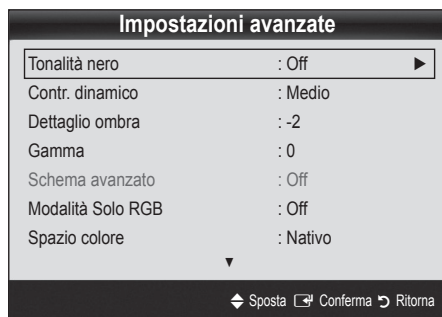 Impostazioni avanzate
Tonalità nero : Off ▶
Contr. dinamico : Medio
Dettaglio ombra : -2
Gamma : 0
Schema avanzato : Off
Modalità Solo RGB : Off
Spazio colore : Nativo
▼
Sposta Conferma Ritorna